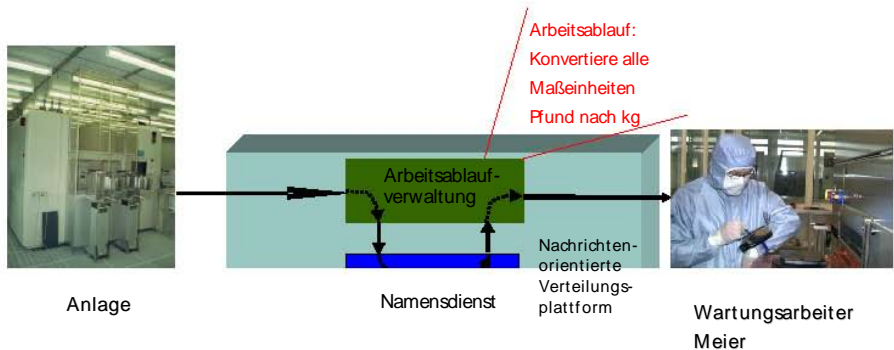 Arbeitsablauf:
Konvertiere alle
Maßeinheiten
Pfund nach kg
Arbeitsablauf-
verwaltung
Nachrichten-
orientierte
Verteilungs-
plattform
Namensdienst
Anlage
Wartungsarbeiter
Meier